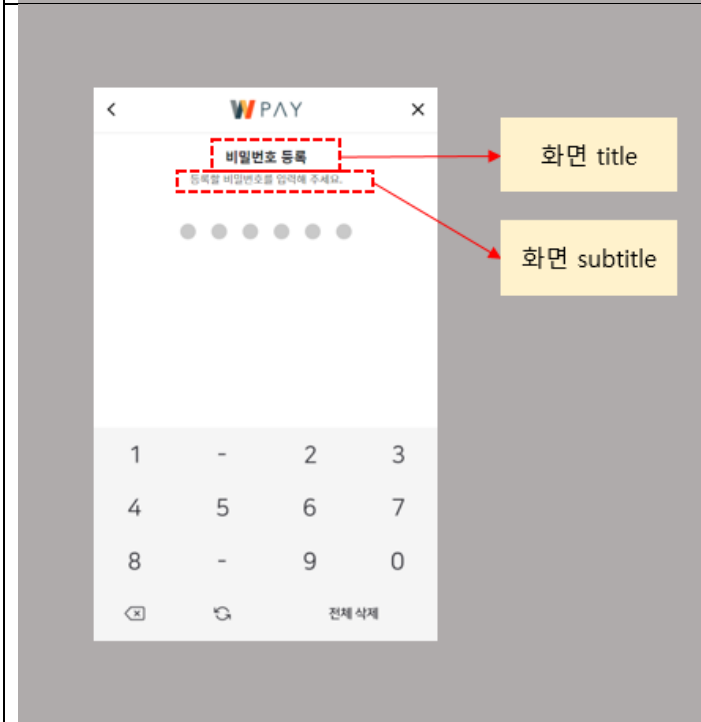 W PΛY
비밀번호 등록
등록할 비밀번호를 입력해 주세요.
화면 title
화면 subtitle
1 - 2 3
4 5 6 7
8 - 9 0
전체 삭제